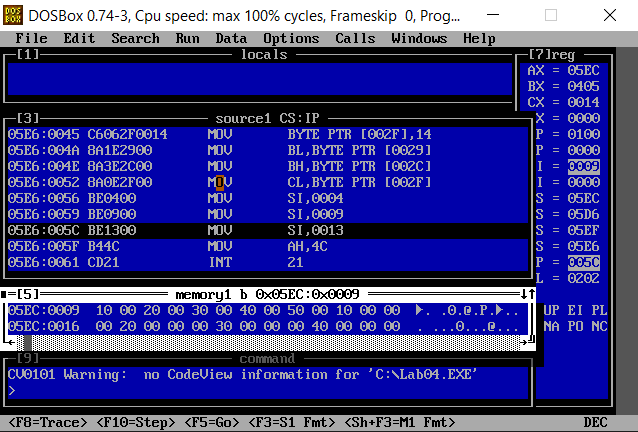 DOSBox 0.74-3, Cpu speed: max 100% cycles, Frameskip 0, Prog...
File Edit Search Run Data Options Calls Windows Help
[1] locals
[7]reg
AX = 05EC
BX = 0405
CX = 0014
X = 0000
P = 0100
P = 0000
I = 0009
I = 0000
S = 05EC
S = 05D6
S = 05EF
S = 05E6
P = 005C
L = 0202
UP EI PL
NA PO NC
[3] source1 CS:IP
05E6:0045 C6062F0014 MOV BYTE PTR [002F],14
05E6:004A 8A1E2900 MOV BL,BYTE PTR [0029]
05E6:004E 8A3E2C00 MOV BH,BYTE PTR [002C]
05E6:0052 8A0E2F00 MOV CL,BYTE PTR [002F]
05E6:0056 BE0400 MOV SI,0004
05E6:0059 BE0900 MOV SI,0009
05E6:005C BE1300 MOV SI,0013
05E6:005F B44C MOV AH,4C
05E6:0061 CD21 INT 21
[5] memory1 b 0x05EC:0x0009
05EC:0009 10 00 20 00 30 00 40 00 50 00 10 00 00 ►. .0.@.P.►..
05EC:0016 00 20 00 00 00 30 00 00 00 40 00 00 00 . ...0...@...
[9] command
CV0101 Warning: no CodeView information for 'C:\Lab04.EXE'
>
<F8=Trace> <F10=Step> <F5=Go> <F3=S1 Fmt> <Sh+F3=M1 Fmt> DEC